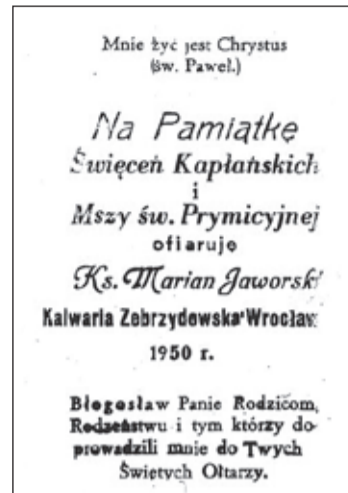 Mnie żyć jest Chrystus
(św. Paweł.)
Na Pamiątkę
Święceń Kapłańskich
i
Mszy św. Prymicyjnej
ofiaruję
Ks. Marian Jaworski
Kalwaria Zebrzydowska-Wrocław
1950 r.
Błogosław Panie Rodzicom,
Rodzeństwu i tym którzy do-
prowadzili mnie do Twych
Świętych Ołtarzy.